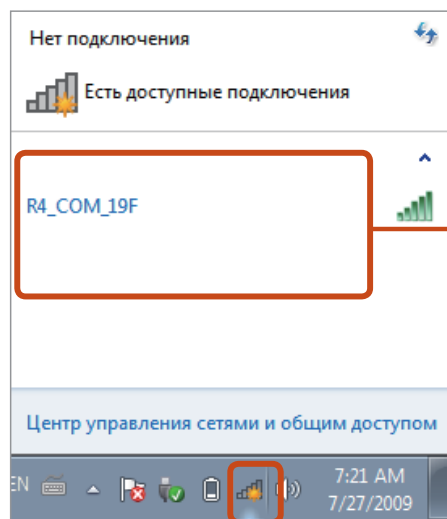 Нет подключения
Есть доступные подключения
R4_COM_19F
Центр управления сетями и общим доступом
EN
7:21 AM
7/27/2009